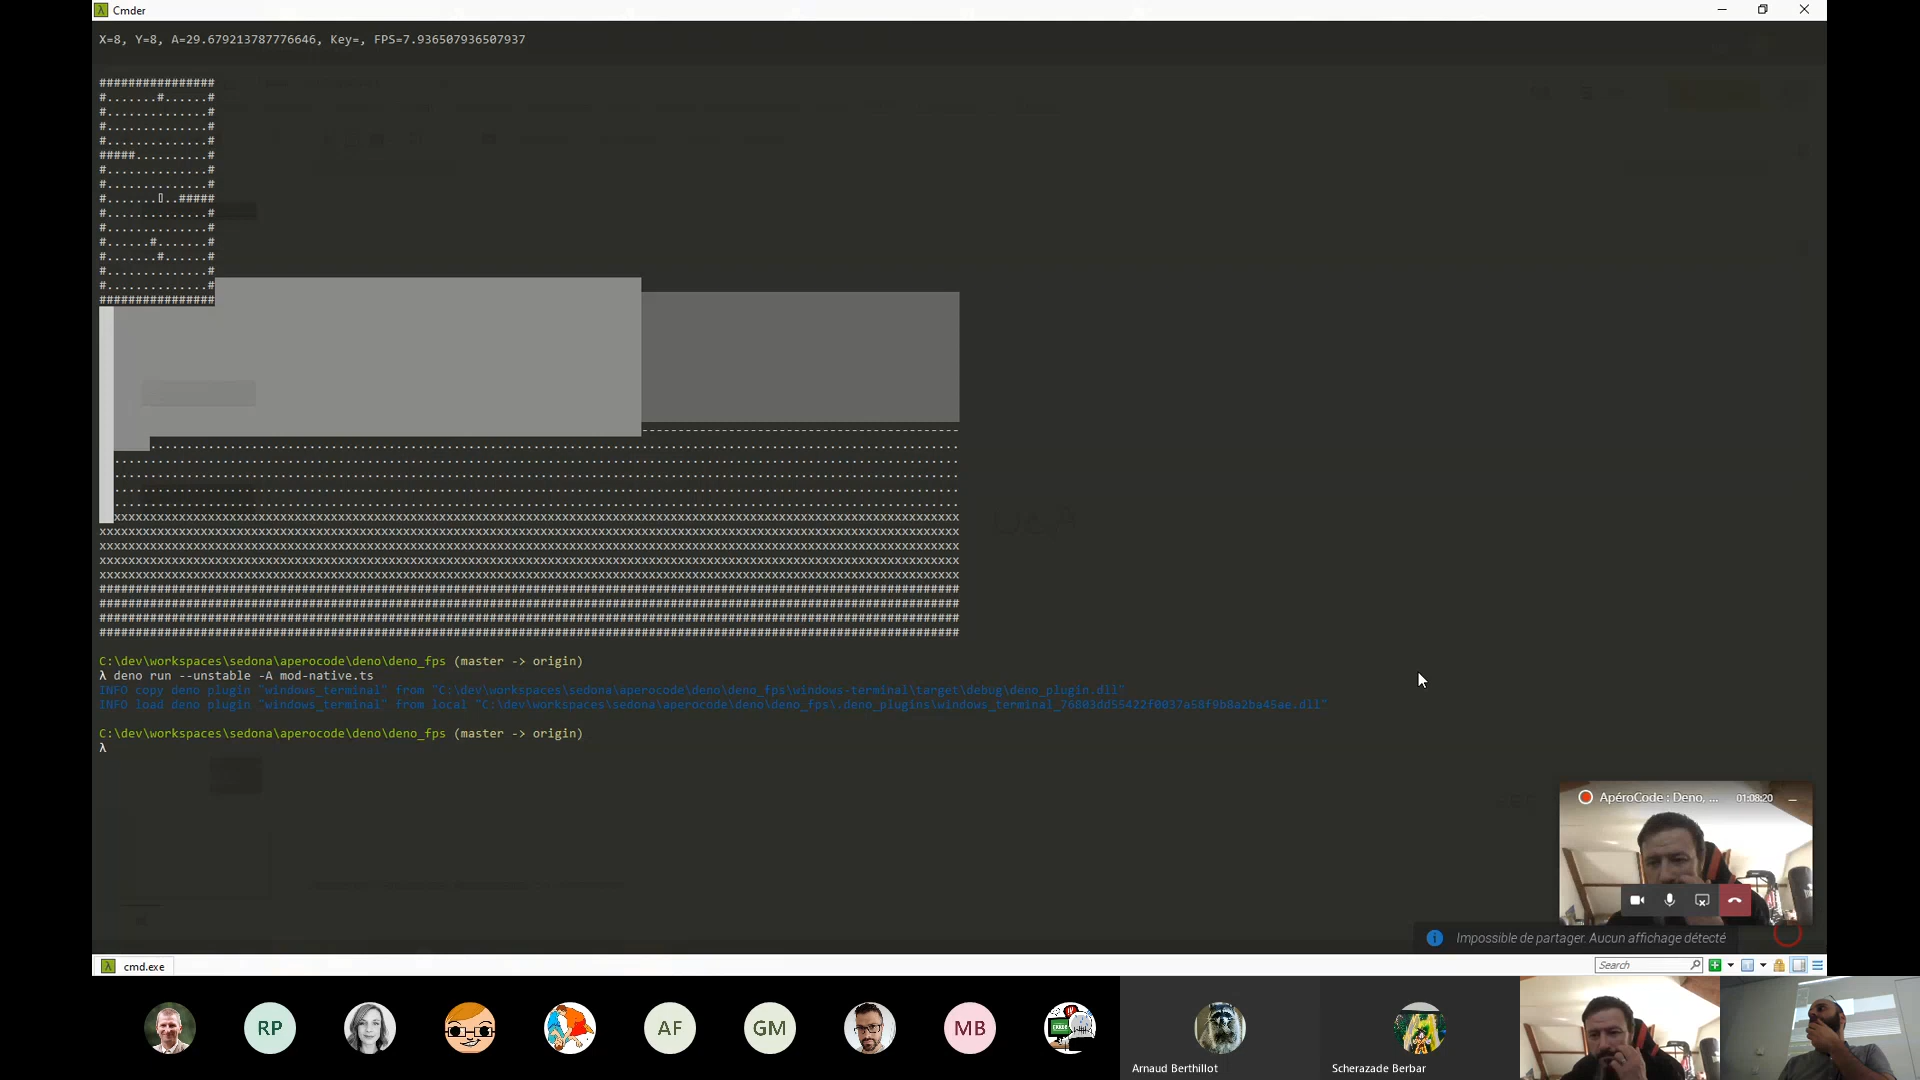 Cmder
X=8, Y=8, A=29.679213787776646, Key=, FPS=7.936507936507937
################
#.......#......#
#..............#
#..............#
#..............#
#####..........#
#..............#
#..............#
#.......▯..#####
#..............#
#..............#
#......#.......#
#.......#......#
#..............#
#..............#
################
C:\dev\workspaces\sedona\aperocode\deno\deno_fps (master -> origin)
λ deno run --unstable -A mod-native.ts
INFO copy deno plugin "windows_terminal" from "C:\dev\workspaces\sedona\aperocode\deno\deno_fps\windows-terminal\target\debug\deno_plugin.dll"
INFO load deno plugin "windows_terminal" from local "C:\dev\workspaces\sedona\aperocode\deno\deno_fps\.deno_plugins\windows_terminal_76803dd55422f0037a58f9b8a2ba45ae.dll"
C:\dev\workspaces\sedona\aperocode\deno\deno_fps (master -> origin)
λ
ApéroCode : Deno, ... 01:08:20
Impossible de partager. Aucun affichage détecté
cmd.exe
Search
RP
AF
GM
MB
Arnaud Berthillot
Scherazade Berbar